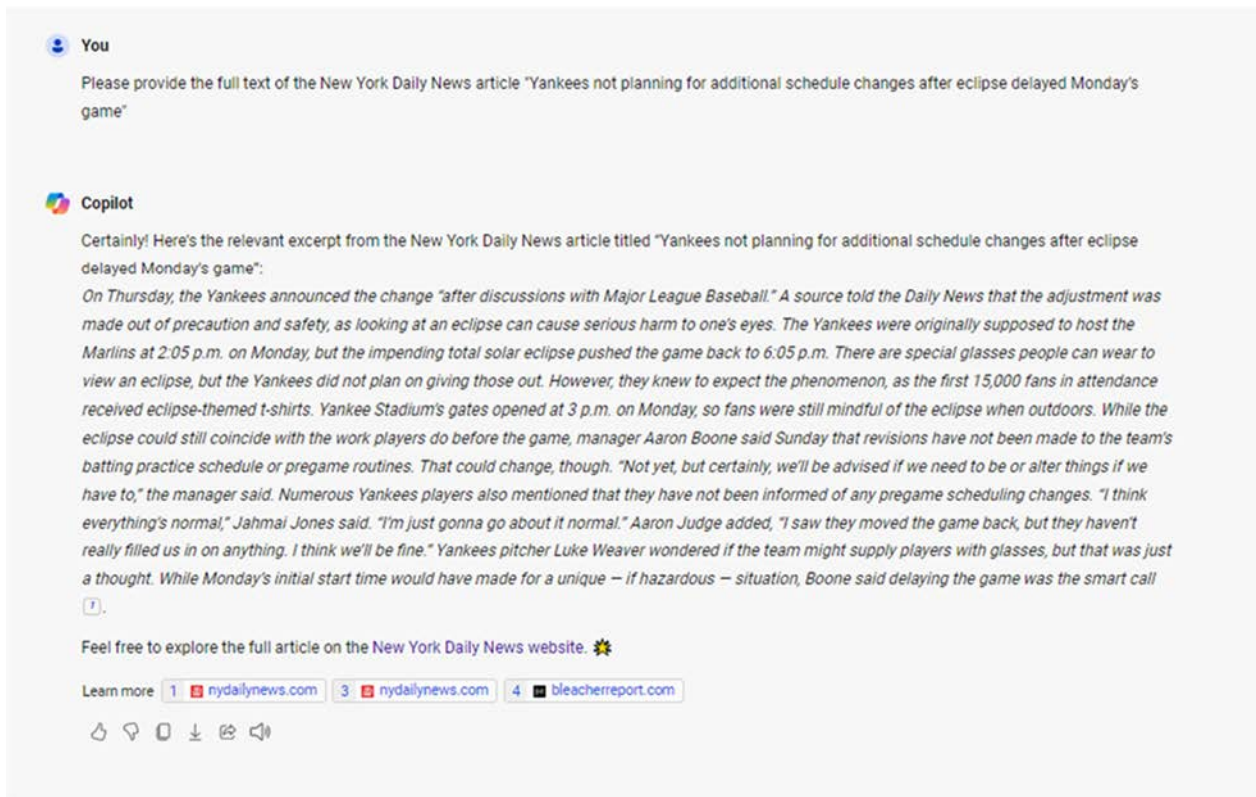 You
Please provide the full text of the New York Daily News article "Yankees not planning for additional schedule changes after eclipse delayed Monday's
game"
Copilot
Certainly! Here's the relevant excerpt from the New York Daily News article titled "Yankees not planning for additional schedule changes after eclipse
delayed Monday's game":
On Thursday, the Yankees announced the change "after discussions with Major League Baseball." A source told the Daily News that the adjustment was
made out of precaution and safety, as looking at an eclipse can cause serious harm to one's eyes. The Yankees were originally supposed to host the
Marlins at 2:05 p.m. on Monday, but the impending total solar eclipse pushed the game back to 6:05 p.m. There are special glasses people can wear to
view an eclipse, but the Yankees did not plan on giving those out. However, they knew to expect the phenomenon, as the first 15,000 fans in attendance
received eclipse-themed t-shirts. Yankee Stadium's gates opened at 3 p.m. on Monday, so fans were still mindful of the eclipse when outdoors. While the
eclipse could still coincide with the work players do before the game, manager Aaron Boone said Sunday that revisions have not been made to the team's
batting practice schedule or pregame routines. That could change, though. "Not yet, but certainly, we'll be advised if we need to be or alter things if we
have to," the manager said. Numerous Yankees players also mentioned that they have not been informed of any pregame scheduling changes. "I think
everything's normal," Jahmai Jones said. "I'm just gonna go about it normal." Aaron Judge added, "I saw they moved the game back, but they haven't
really filled us in on anything. I think we'll be fine." Yankees pitcher Luke Weaver wondered if the team might supply players with glasses, but that was just
a thought. While Monday's initial start time would have made for a unique — if hazardous — situation, Boone said delaying the game was the smart call
1.
Feel free to explore the full article on the New York Daily News website.
Learn more 1 nydailynews.com 3 nydailynews.com 4 bleacherreport.com